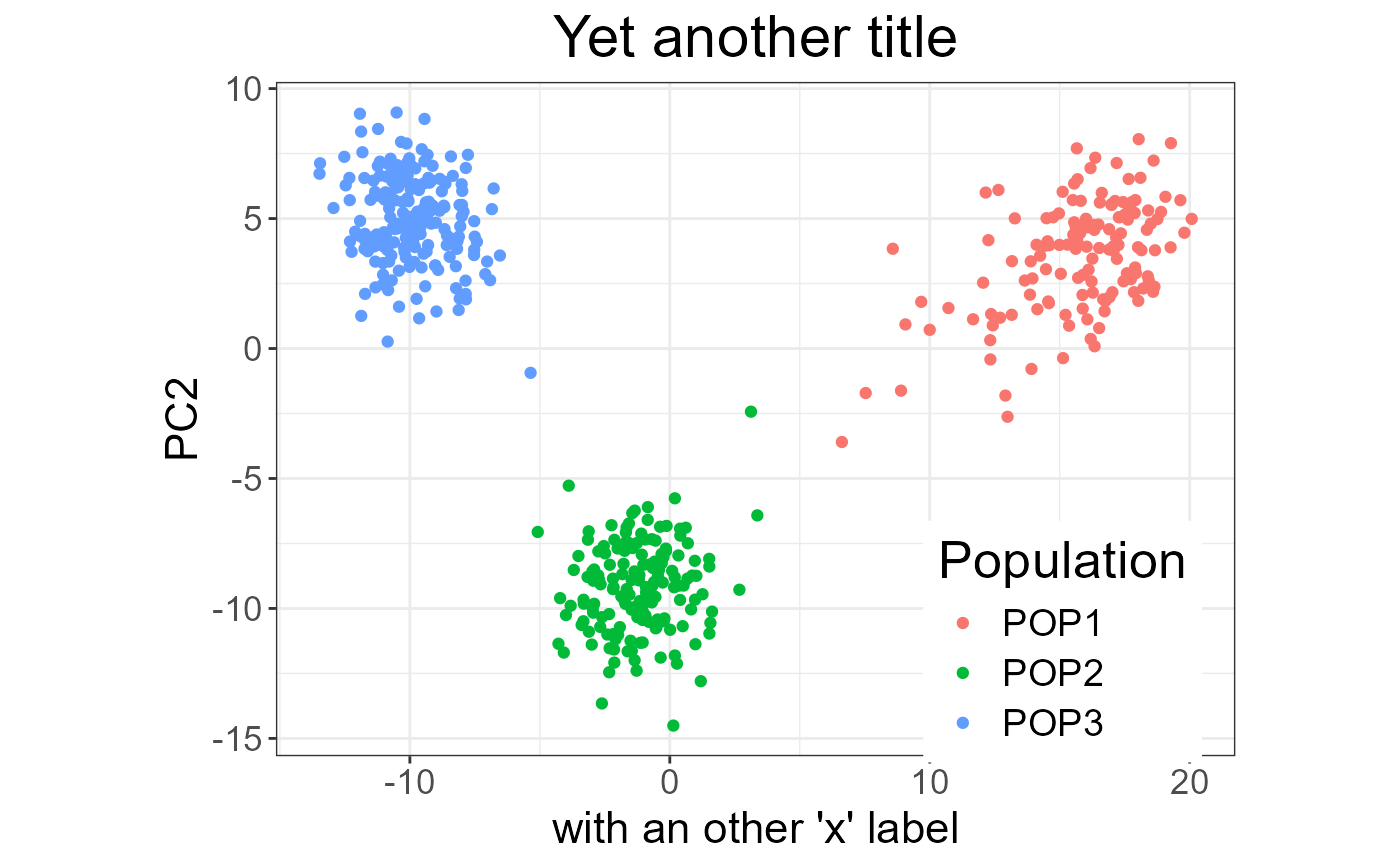 Yet another title
10
5
0
-5
-10
-15
PC2
Population
POP1
POP2
POP3
-10 0 10 20
with an other 'x' label